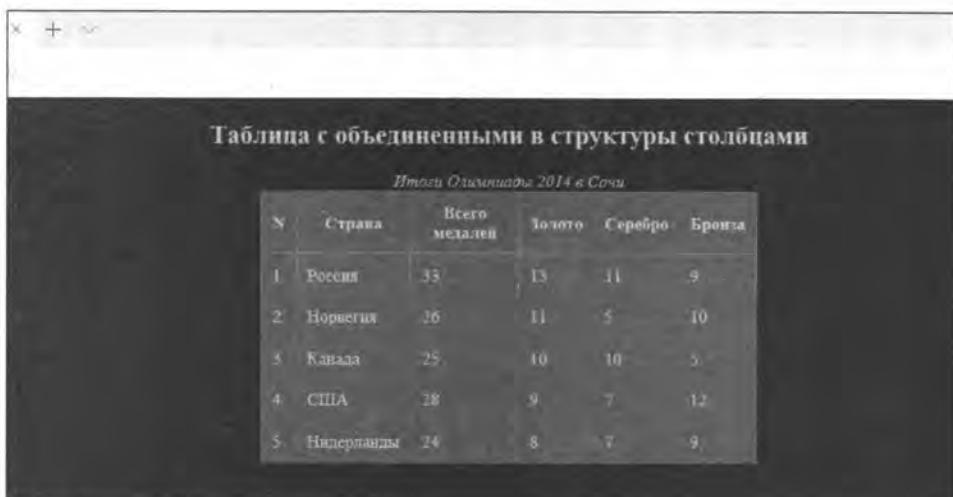 Таблица с объединенными в структуры столбцами
Итоги Олимпиады 2014 в Сочи
N Страна Всего медалей Золото Серебро Бронза
1 Россия 33 13 11 9
2 Норвегия 26 11 5 10
3 Канада 25 10 10 5
4 США 28 9 7 12
5 Нидерланды 24 8 7 9